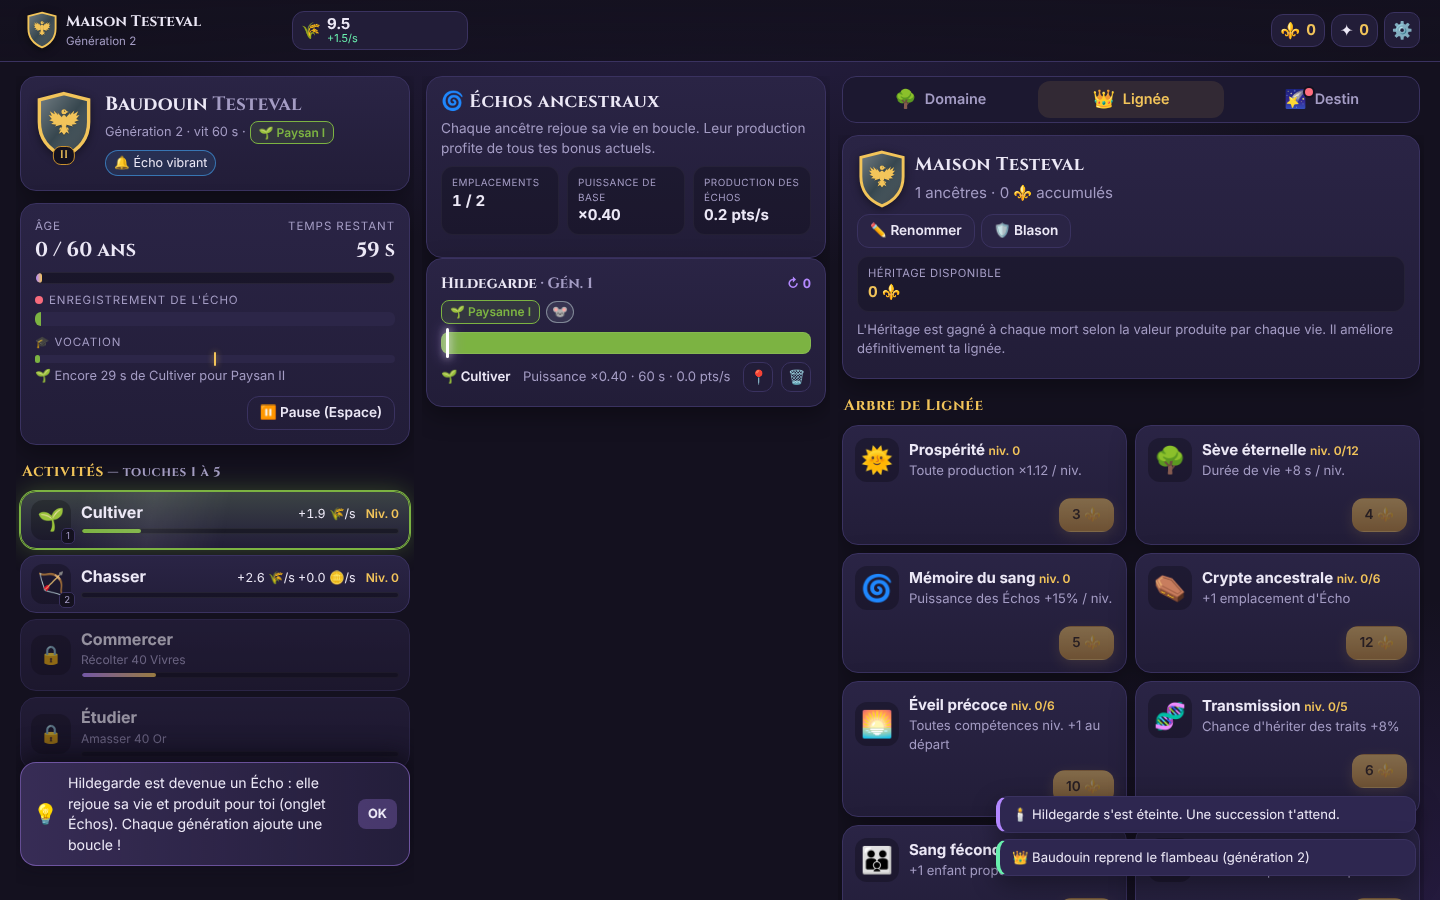 Maison Testeval
Génération 2
9.5
+1.5/s
0
0
Baudouin Testeval
Génération 2 · vit 60 s · Paysan I
II
Écho vibrant
ÂGE
TEMPS RESTANT
0 / 60 ans
59 s
ENREGISTREMENT DE L'ÉCHO
VOCATION
Encore 29 s de Cultiver pour Paysan II
Pause (Espace)
Activités — touches 1 à 5
Cultiver
+1.9 /s Niv. 0
1
Chasser
+2.6 /s +0.0 /s Niv. 0
2
Commercer
Récolter 40 Vivres
Étudier
Amasser 40 Or
Hildegarde est devenue un Écho : elle
rejoue sa vie et produit pour toi (onglet
Échos). Chaque génération ajoute une
boucle !
OK
Échos ancestraux
Chaque ancêtre rejoue sa vie en boucle. Leur production
profite de tous tes bonus actuels.
EMPLACEMENTS
1 / 2
PUISSANCE DE
BASE
×0.40
PRODUCTION DES
ÉCHOS
0.2 pts/s
Hildegarde · Gén. 1
↻ 0
Paysanne I
Cultiver Puissance ×0.40 · 60 s · 0.0 pts/s
Domaine
Lignée
Destin
Maison Testeval
1 ancêtres · 0 accumulés
Renommer
Blason
HÉRITAGE DISPONIBLE
0
L'Héritage est gagné à chaque mort selon la valeur produite par chaque vie. Il améliore
définitivement ta lignée.
Arbre de Lignée
Prospérité niv. 0
Toute production ×1.12 / niv.
3
Sève éternelle niv. 0/12
Durée de vie +8 s / niv.
4
Mémoire du sang niv. 0
Puissance des Échos +15% / niv.
5
Crypte ancestrale niv. 0/6
+1 emplacement d'Écho
12
Éveil précoce niv. 0/6
Toutes compétences niv. +1 au
départ
10
Transmission niv. 0/5
Chance d'hériter des traits +8%
6
Sang fécond
+1 enfant prop
Hildegarde s'est éteinte. Une succession t'attend.
Baudouin reprend le flambeau (génération 2)